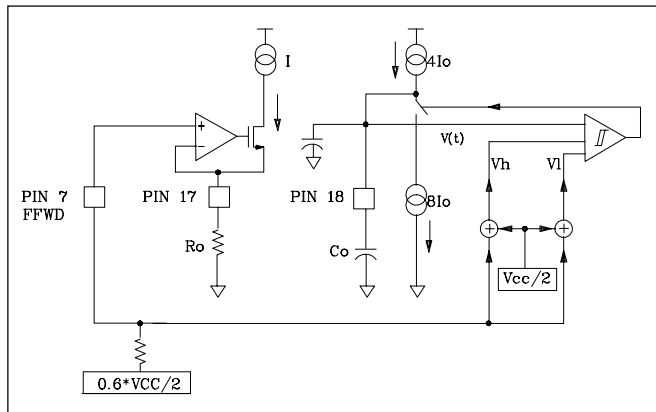 I
4Io
V(t)
Vh
Vl
PIN 7
FFWD
PIN 17
PIN 18
8Io
Ro
Co
Vcc/2
0.6*VCC/2
+
−
+
+